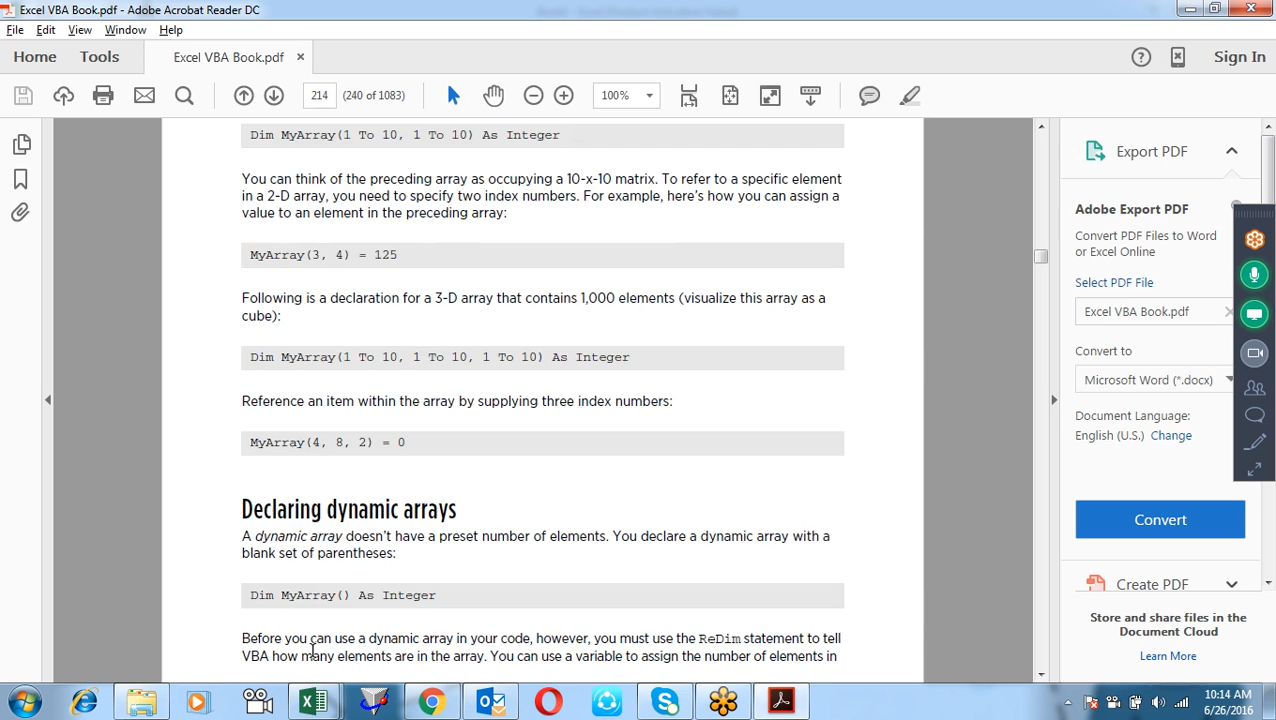 Excel VBA Book.pdf - Adobe Acrobat Reader DC
File Edit View Window Help
Home Tools Excel VBA Book.pdf × Sign In
214 (240 of 1083) 100%
Dim MyArray(1 To 10, 1 To 10) As Integer
You can think of the preceding array as occupying a 10-x-10 matrix. To refer to a specific element
in a 2-D array, you need to specify two index numbers. For example, here's how you can assign a
value to an element in the preceding array:
MyArray(3, 4) = 125
Following is a declaration for a 3-D array that contains 1,000 elements (visualize this array as a
cube):
Dim MyArray(1 To 10, 1 To 10, 1 To 10) As Integer
Reference an item within the array by supplying three index numbers:
MyArray(4, 8, 2) = 0
Declaring dynamic arrays
A dynamic array doesn't have a preset number of elements. You declare a dynamic array with a
blank set of parentheses:
Dim MyArray() As Integer
Before you can use a dynamic array in your code, however, you must use the ReDim statement to tell
VBA how many elements are in the array. You can use a variable to assign the number of elements in
Export PDF
Adobe Export PDF
Convert PDF Files to Word
or Excel Online
Select PDF File
Excel VBA Book.pdf
Convert to
Microsoft Word (*.docx)
Document Language:
English (U.S.) Change
Convert
Create PDF
Store and share files in the
Document Cloud
Learn More
10:14 AM
6/26/2016